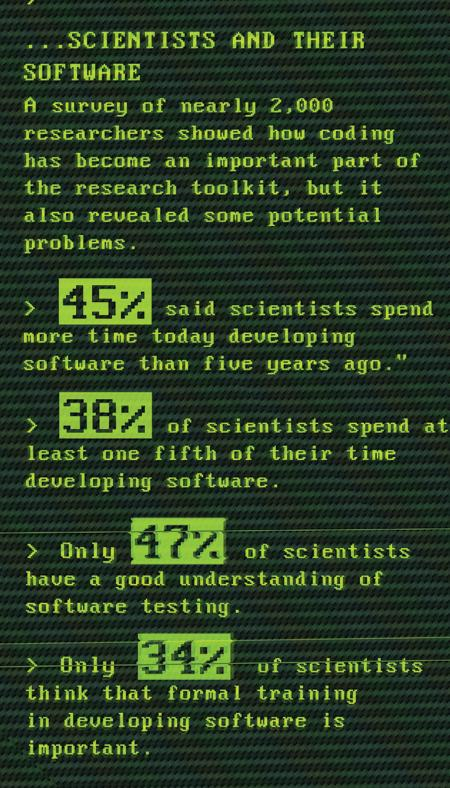 ...SCIENTISTS AND THEIR
SOFTWARE
A survey of nearly 2,000
researchers showed how coding
has become an important part of
the research toolkit, but it
also revealed some potential
problems.
> 45% said scientists spend
more time today developing
software than five years ago."
> 38% of scientists spend at
least one fifth of their time
developing software.
> Only 47% of scientists
have a good understanding of
software testing.
> Only 34% of scientists
think that formal training
in developing software is
important.